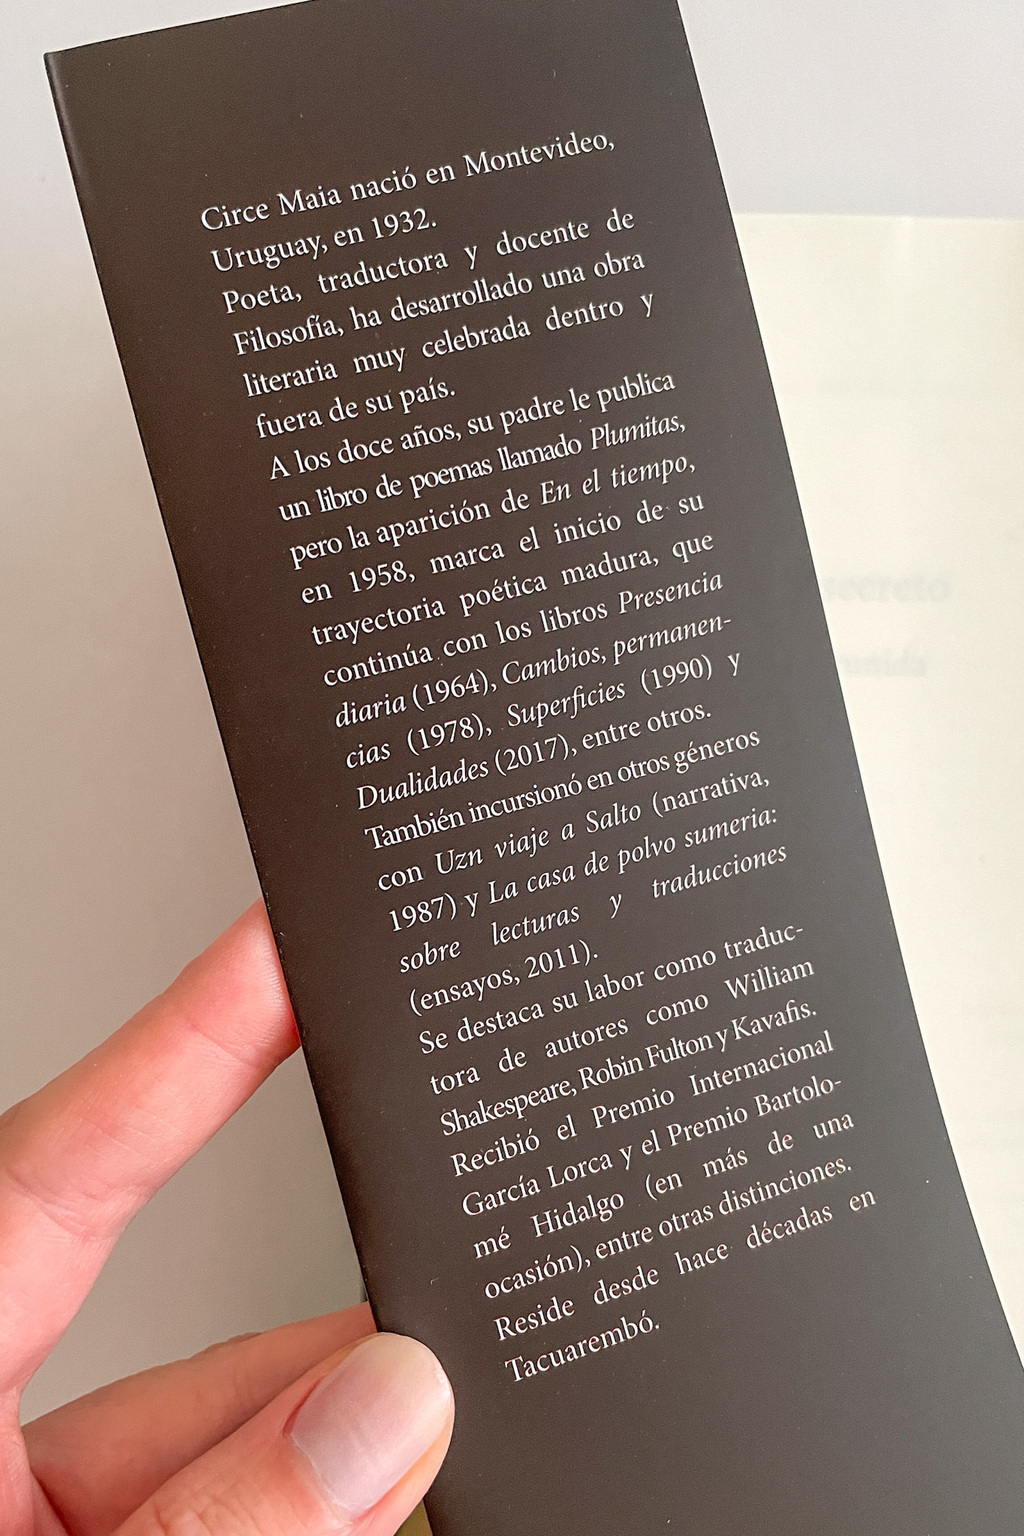 Circe Maia nació en Montevideo,
Uruguay, en 1932.
Poeta, traductora y docente de
Filosofía, ha desarrollado una obra
literaria muy celebrada dentro y
fuera de su país.
A los doce años, su padre le publica
un libro de poemas llamado Plumitas,
pero la aparición de En el tiempo,
en 1958, marca el inicio de su
trayectoria poética madura, que
continúa con los libros Presencia
diaria (1964), Cambios, permanen-
cias (1978), Superficies (1990) y
Dualidades (2017), entre otros.
También incursionó en otros géneros
con Uzn viaje a Salto (narrativa,
1987) y La casa de polvo sumeria:
sobre lecturas y traducciones
(ensayos, 2011).
Se destaca su labor como traduc-
tora de autores como William
Shakespeare, Robin Fulton y Kavafis.
Recibió el Premio Internacional
García Lorca y el Premio Bartolo-
mé Hidalgo (en más de una
ocasión), entre otras distinciones.
Reside desde hace décadas en
Tacuarembó.
secreto